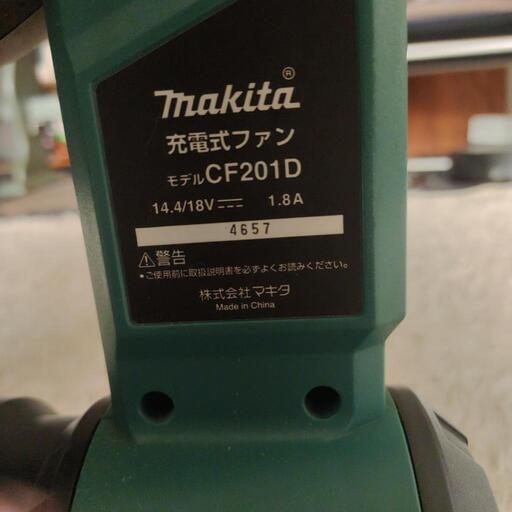 makita®
充電式ファン
モデルCF201D
14.4/18V⎓ 1.8A
4657
⚠警告
•ご使用前に取扱説明書を必ずよくお読みください。
株式会社マキタ
Made in China